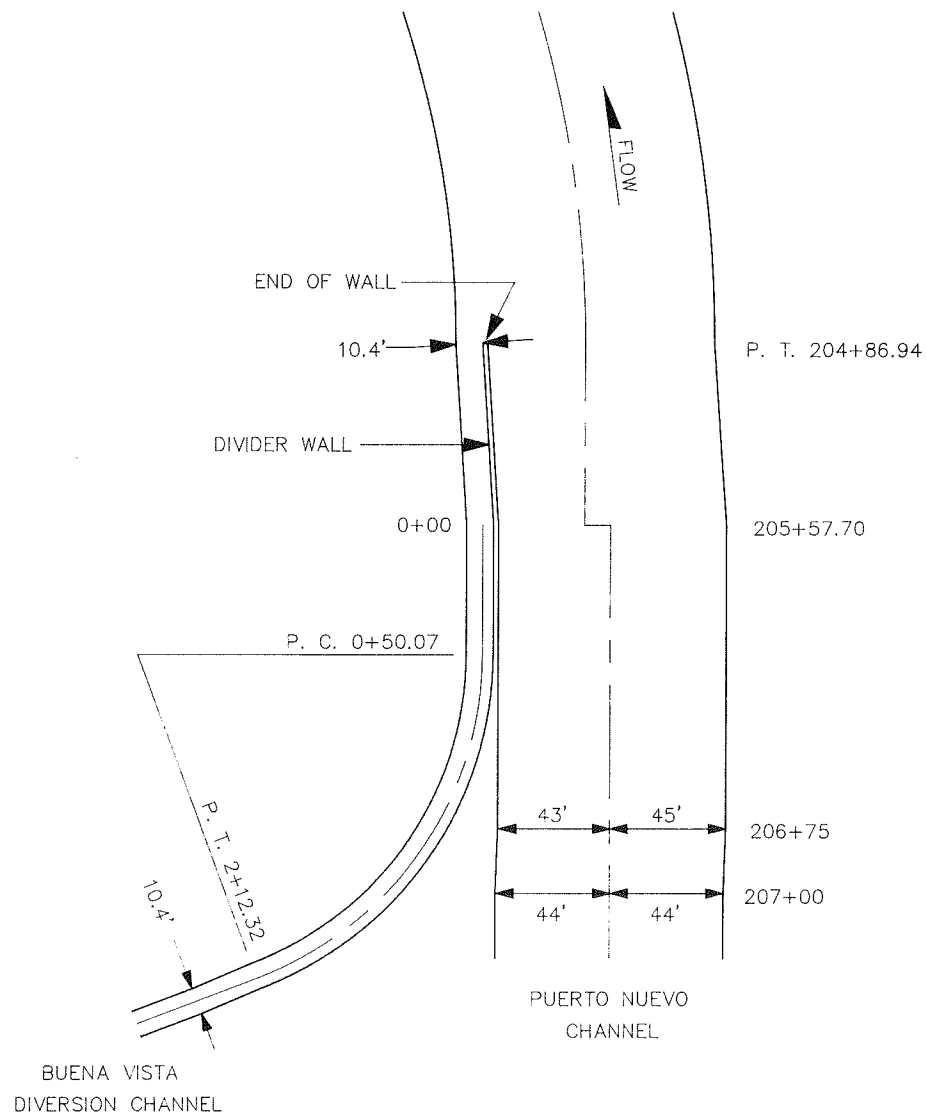 FLOW
END OF WALL
10.4'
P. T. 204+86.94
DIVIDER WALL
0+00
205+57.70
P. C. 0+50.07
P. T. 2+12.32
43'
45'
206+75
10.4'
44'
44'
207+00
PUERTO NUEVO
CHANNEL
BUENA VISTA
DIVERSION CHANNEL